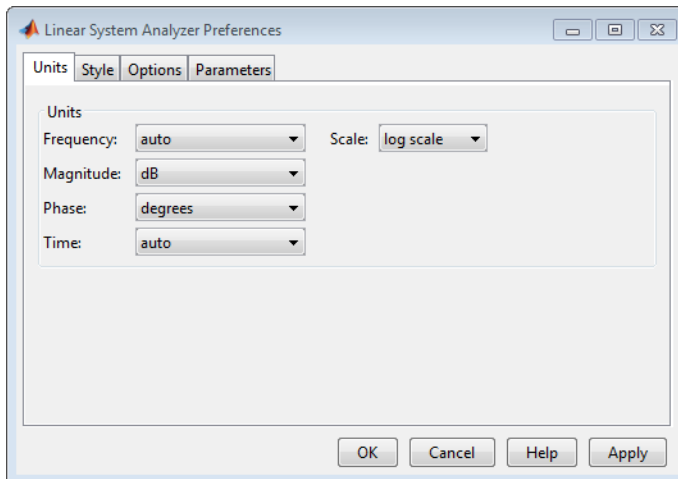 Linear System Analyzer Preferences
Units Style Options Parameters
Units
Frequency: auto Scale: log scale
Magnitude: dB
Phase: degrees
Time: auto
OK Cancel Help Apply